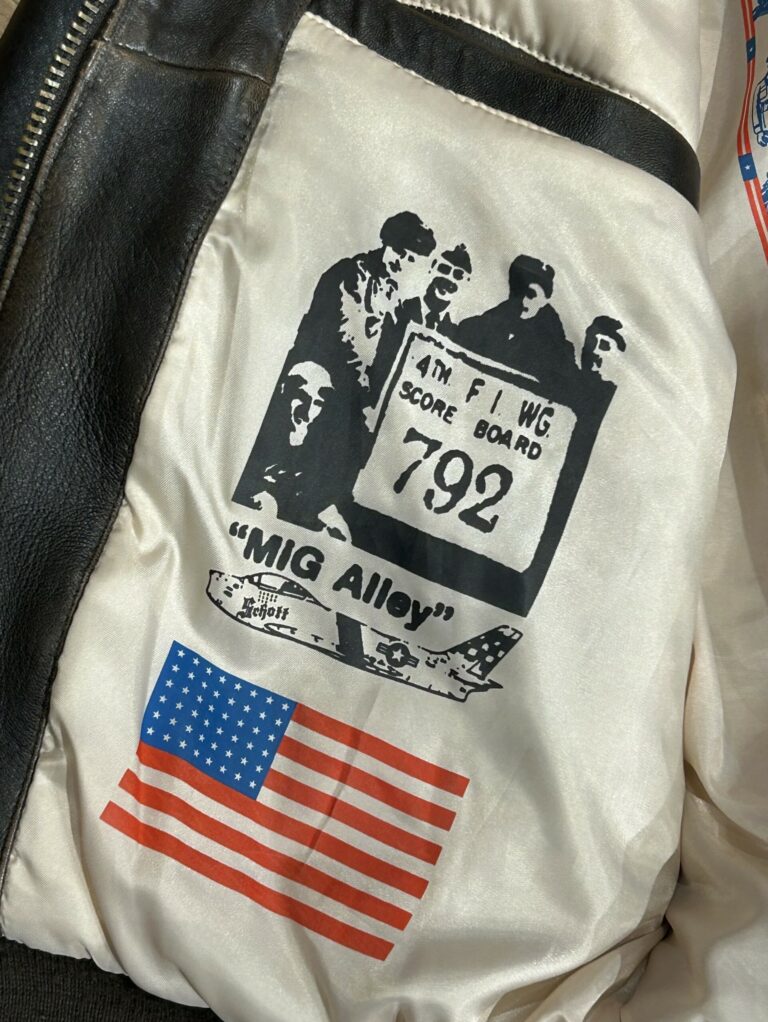 4TH. F. I. WG.
SCORE BOARD
792
“MIG Alley”
Schott